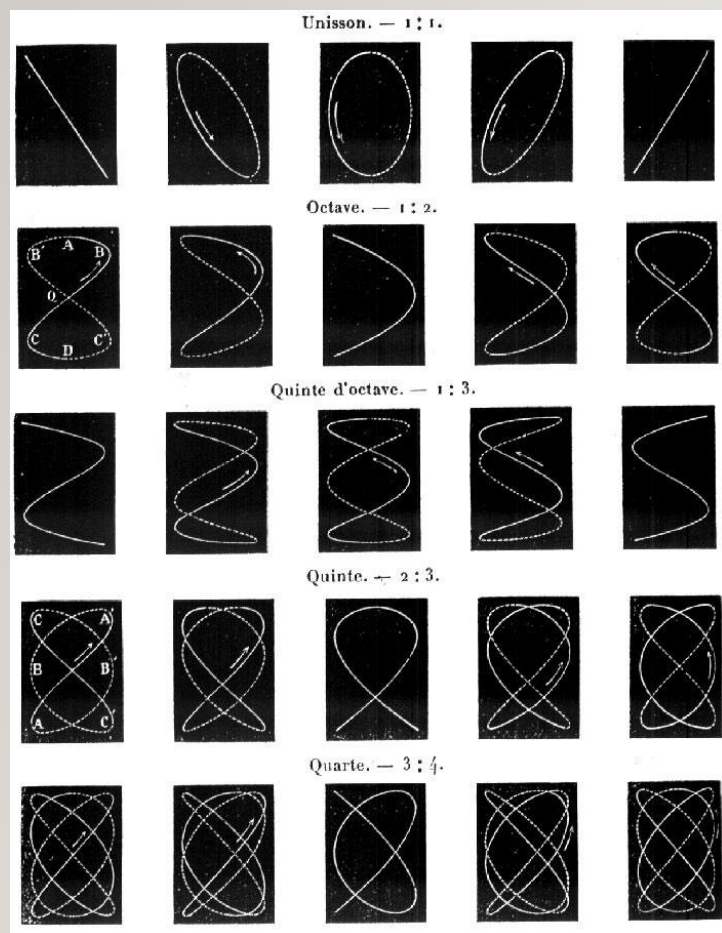 Unisson. — 1 : 1.
Octave. — 1 : 2.
B A B
Q
C D C'
Quinte d'octave. — 1 : 3.
Quinte. — 2 : 3.
C A
B B'
A C'
Quarte. — 3 : 4.